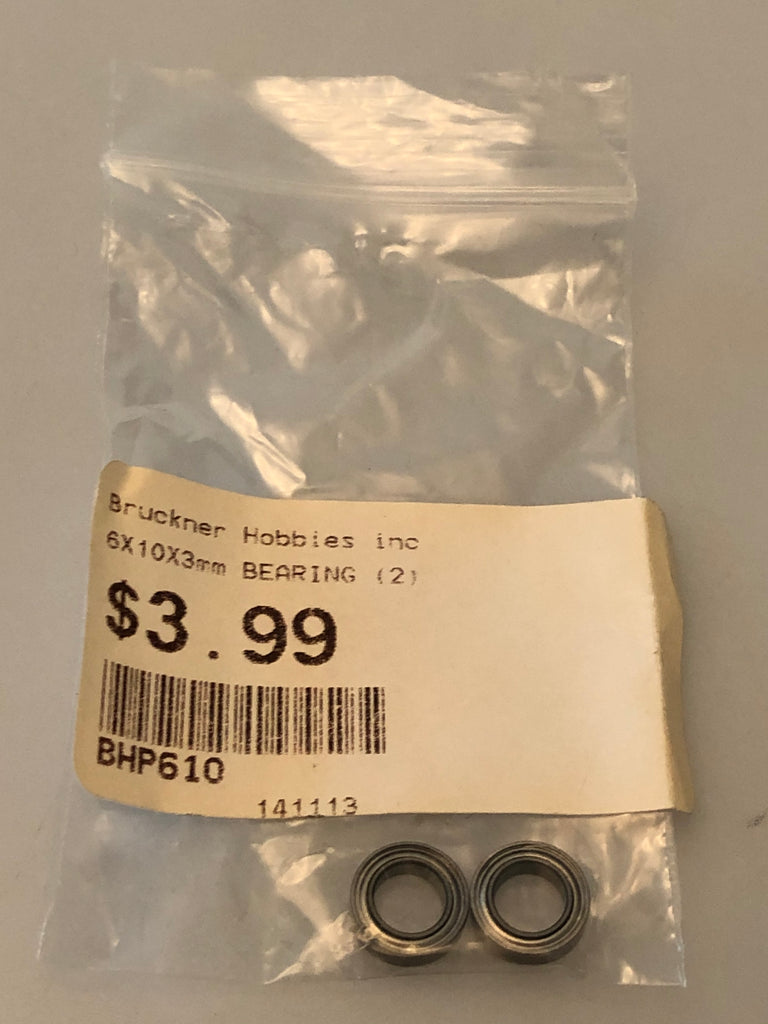 Bruckner Hobbies inc
6X10X3mm BEARING (2)
$3.99
BHP610
141113